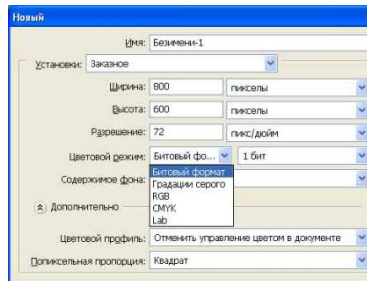 Новый
Имя: Безимени-1
Установки: Заказное
Ширина: 800 пикселы
Высота: 600 пикселы
Разрешение: 72 пикс/дюйм
Цветовой режим: Битовый фо... 1 бит
Битовый формат
Содержимое фона:
Градации серого
RGB
CMYK
Lab
Дополнительно
Цветовой профиль: Отменить управление цветом в документе
Попиксельная пропорция: Квадрат